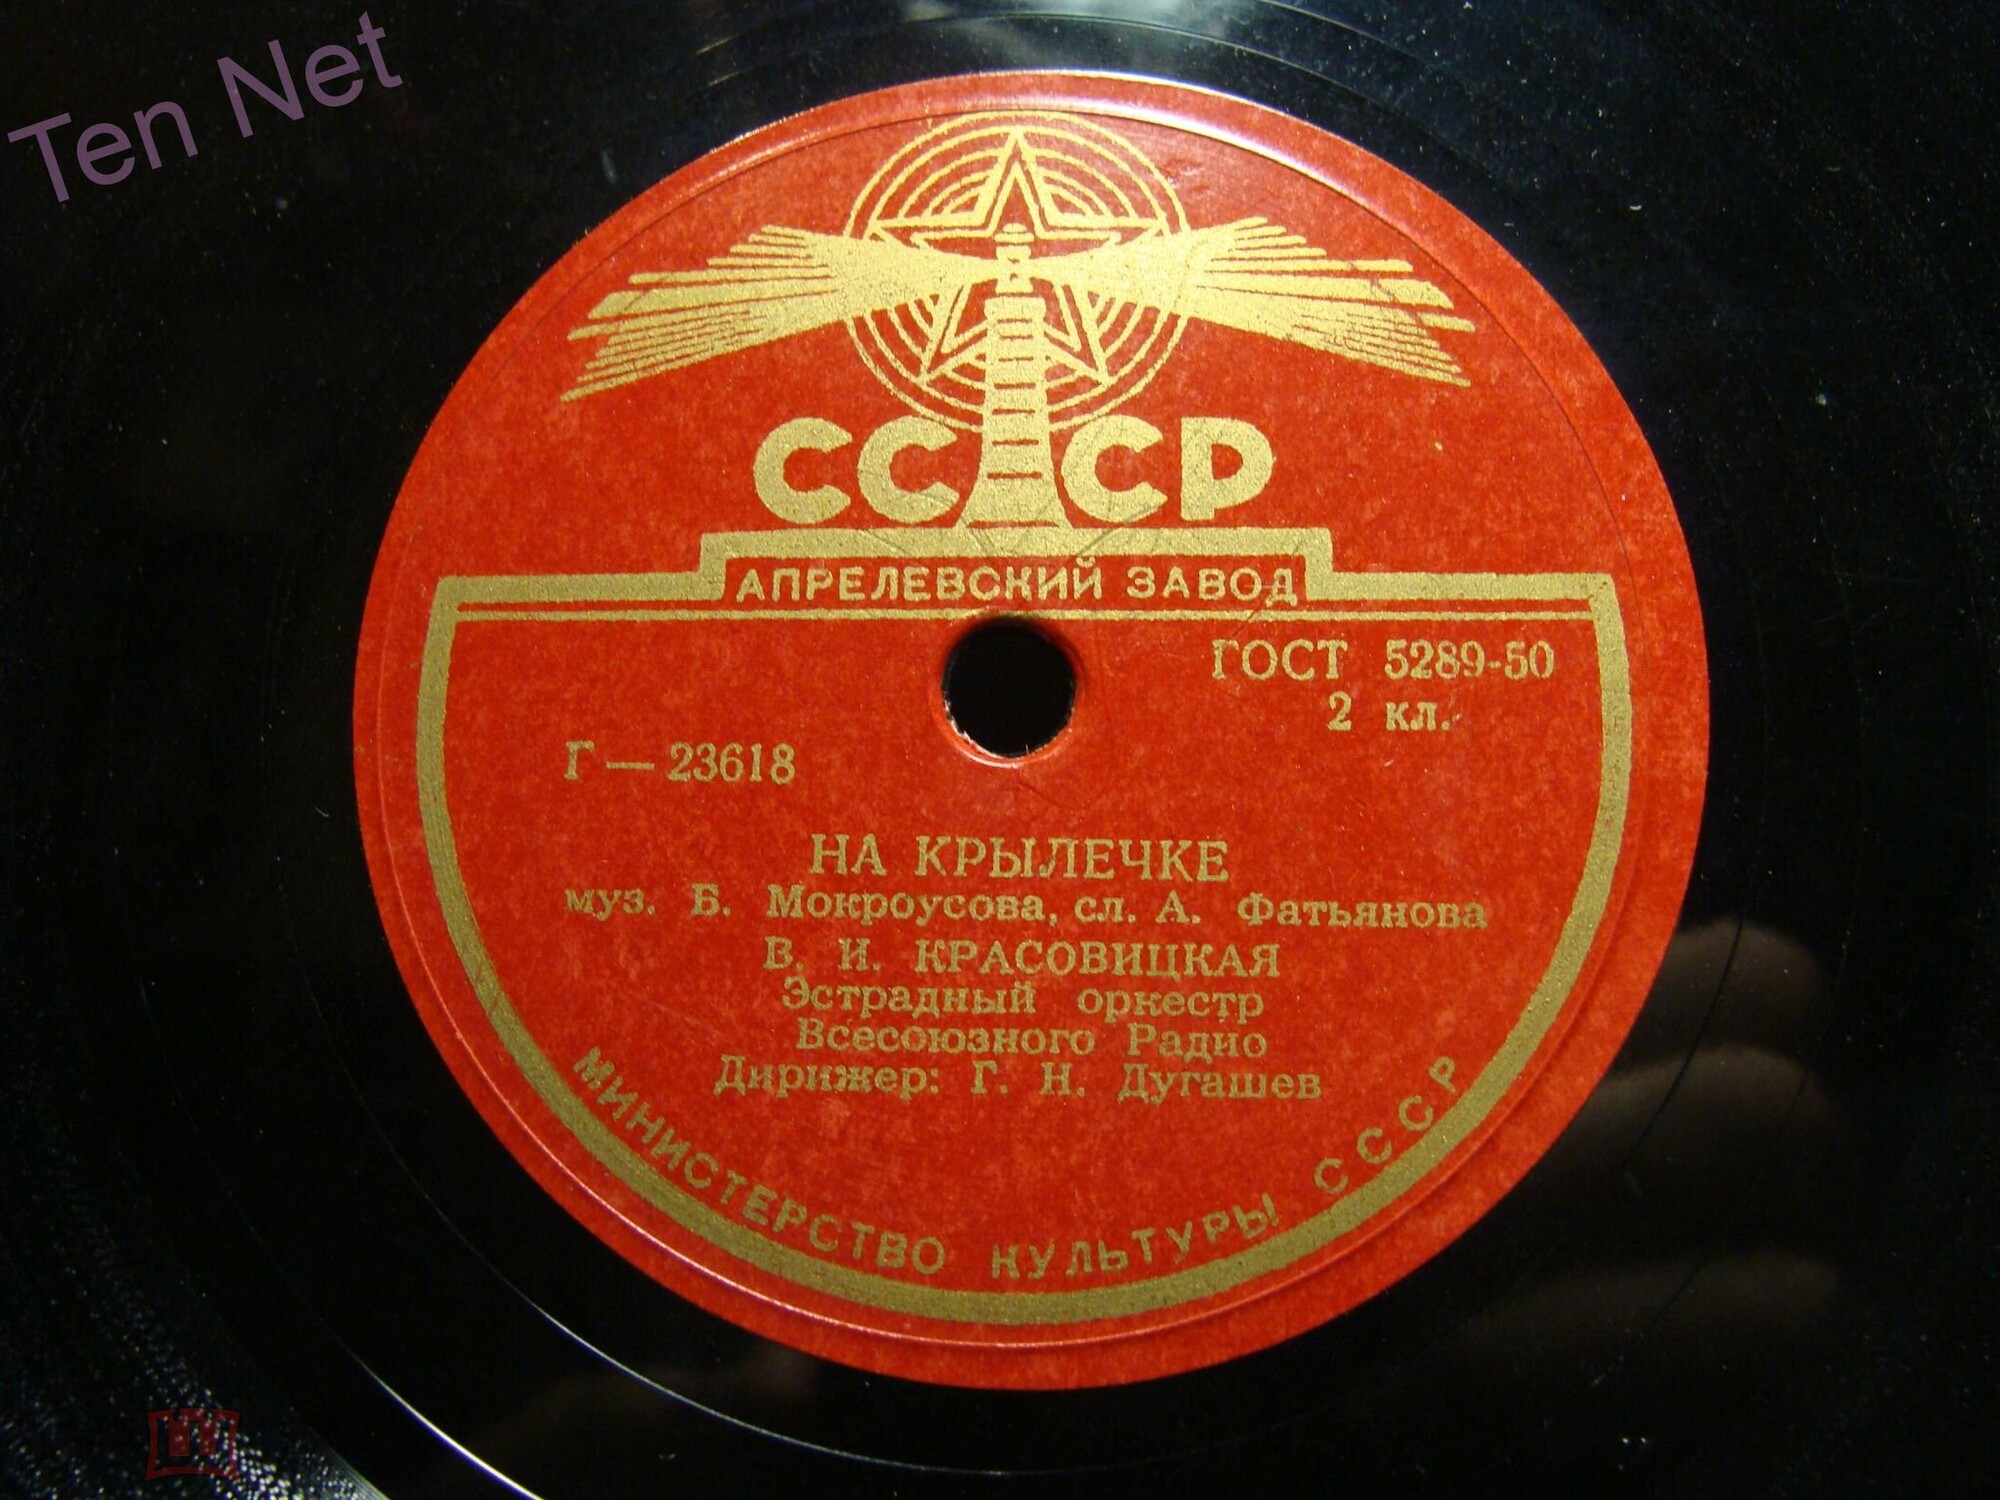 Ten Net
СССР
АПРЕЛЕВСКИЙ ЗАВОД
ГОСТ 5289-50
2 кл.
Г — 23618
НА КРЫЛЕЧКЕ
муз. Б. Мокроусова, сл. А. Фатьянова
В. И. КРАСОВИЦКАЯ
Эстрадный оркестр
Всесоюзного Радио
Дирижер: Г. Н. Дугашев
МИНИСТЕРСТВО КУЛЬТУРЫ СССР